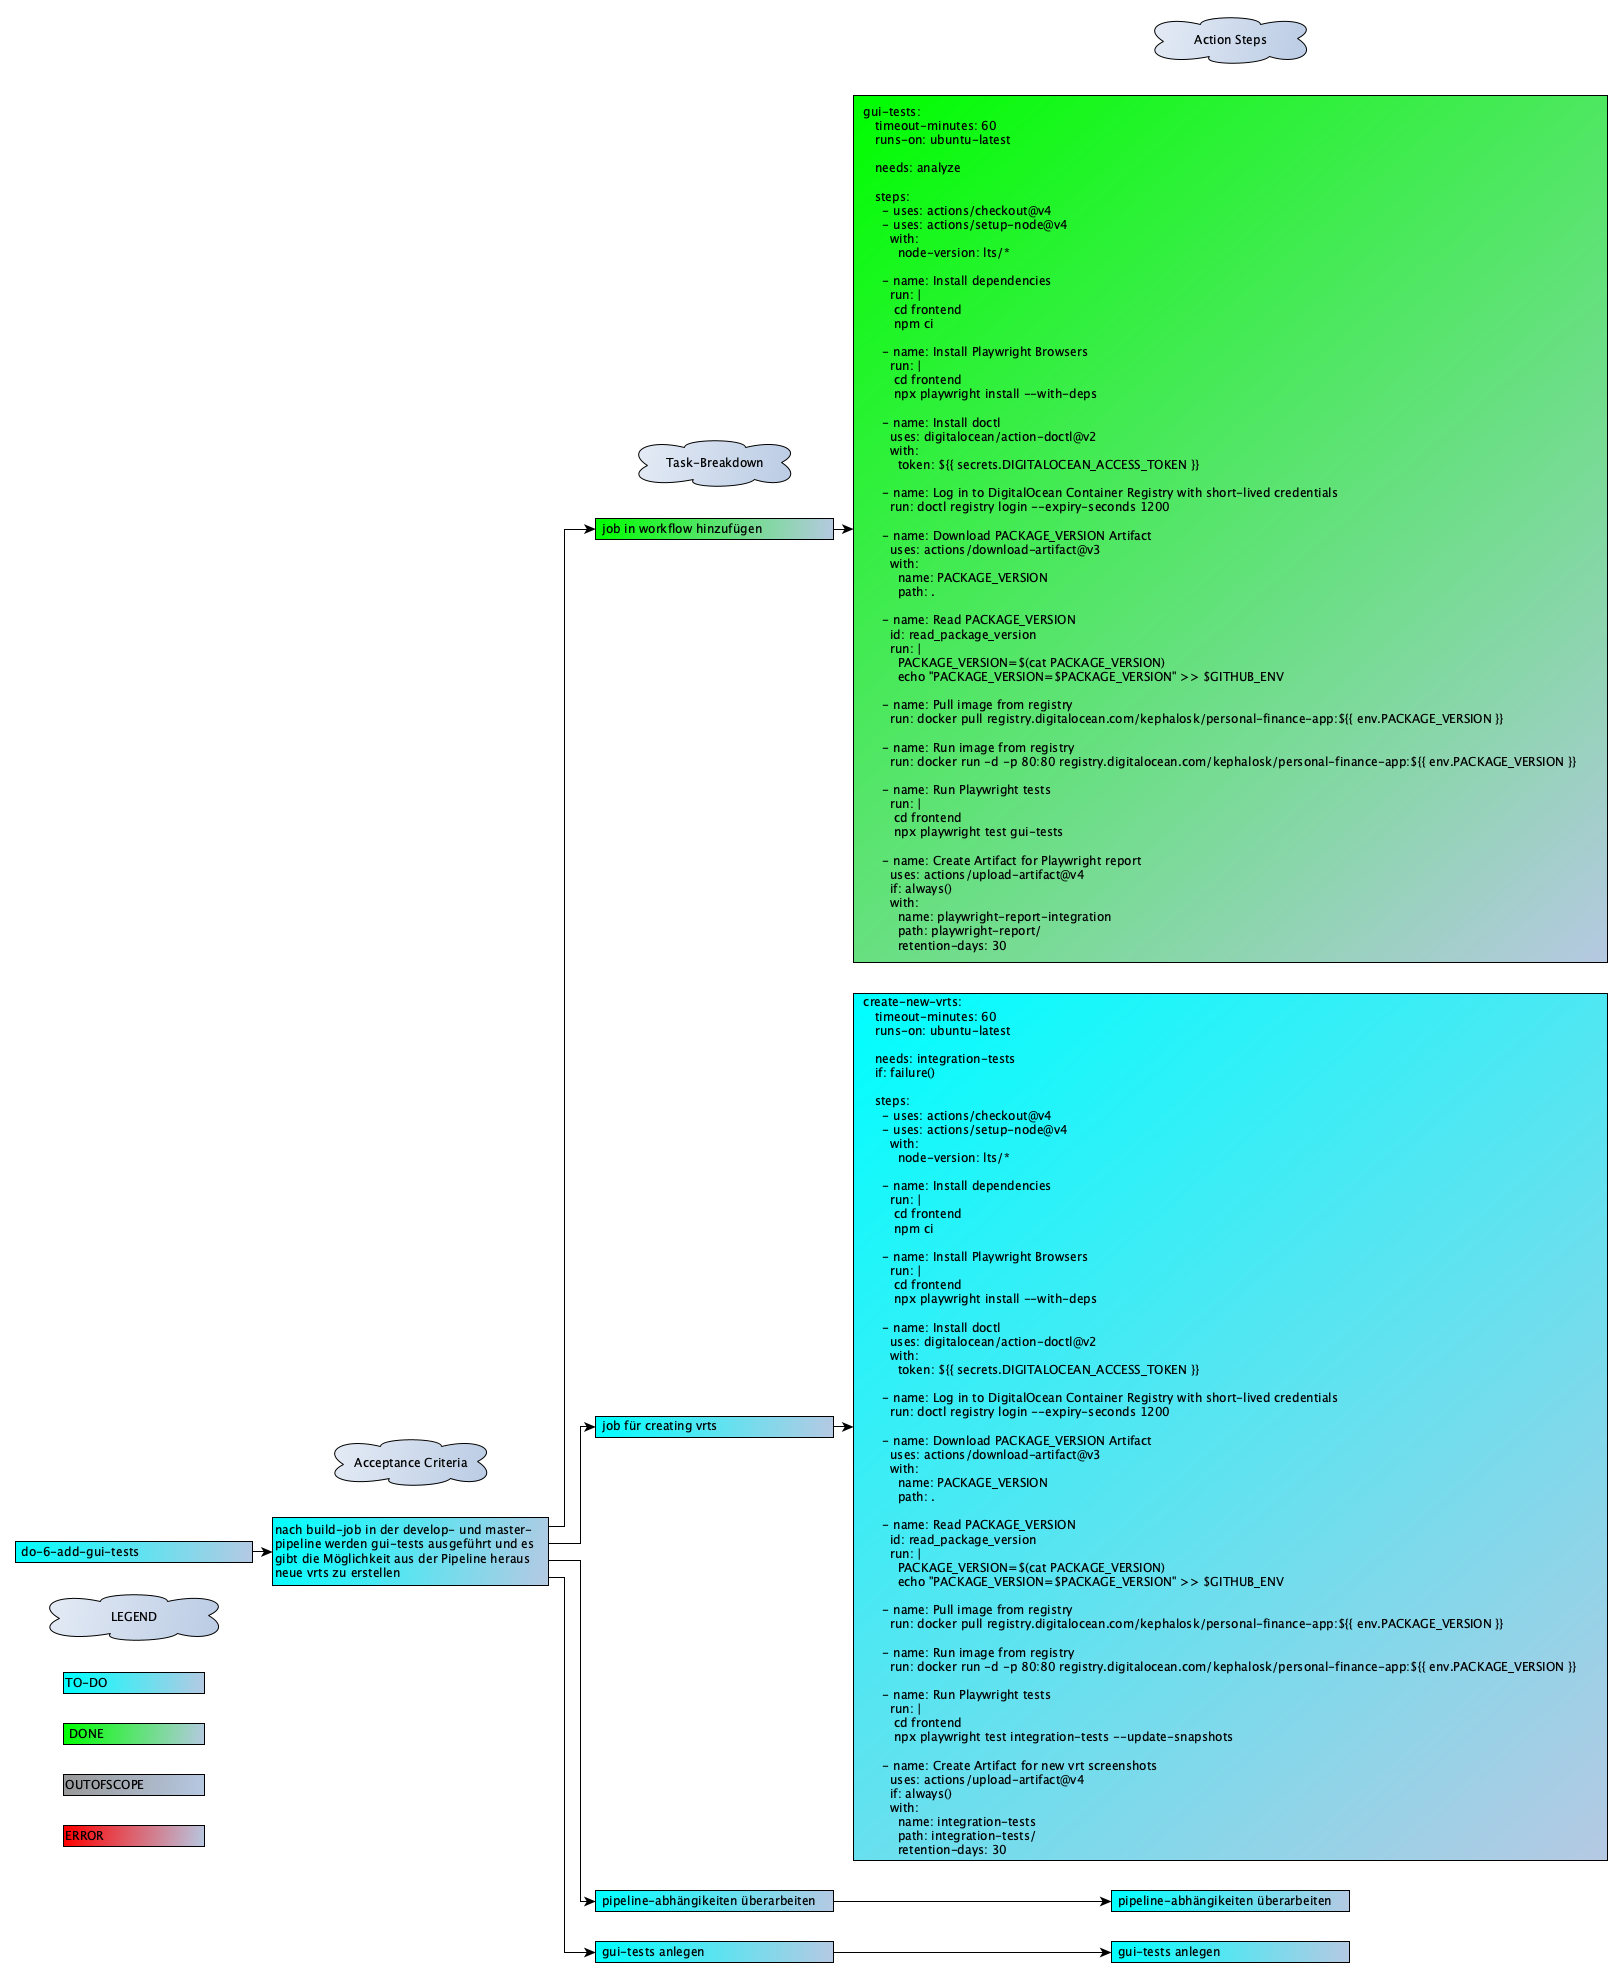 Action Steps
gui-tests:
timeout-minutes: 60
runs-on: ubuntu-latest
needs: analyze
steps:
- uses: actions/checkout@v4
- uses: actions/setup-node@v4
with:
node-version: lts/*
- name: Install dependencies
run: |
cd frontend
npm ci
- name: Install Playwright Browsers
run: |
cd frontend
npx playwright install --with-deps
- name: Install doctl
uses: digitalocean/action-doctl@v2
with:
token: ${{ secrets.DIGITALOCEAN_ACCESS_TOKEN }}
- name: Log in to DigitalOcean Container Registry with short-lived credentials
run: doctl registry login --expiry-seconds 1200
- name: Download PACKAGE_VERSION Artifact
uses: actions/download-artifact@v3
with:
name: PACKAGE_VERSION
path: .
- name: Read PACKAGE_VERSION
id: read_package_version
run: |
PACKAGE_VERSION=$(cat PACKAGE_VERSION)
echo "PACKAGE_VERSION=$PACKAGE_VERSION" >> $GITHUB_ENV
- name: Pull image from registry
run: docker pull registry.digitalocean.com/kephalosk/personal-finance-app:${{ env.PACKAGE_VERSION }}
- name: Run image from registry
run: docker run -d -p 80:80 registry.digitalocean.com/kephalosk/personal-finance-app:${{ env.PACKAGE_VERSION }}
- name: Run Playwright tests
run: |
cd frontend
npx playwright test gui-tests
- name: Create Artifact for Playwright report
uses: actions/upload-artifact@v4
if: always()
with:
name: playwright-report-integration
path: playwright-report/
retention-days: 30
Task-Breakdown
job in workflow hinzufügen
create-new-vrts:
timeout-minutes: 60
runs-on: ubuntu-latest
needs: integration-tests
if: failure()
steps:
- uses: actions/checkout@v4
- uses: actions/setup-node@v4
with:
node-version: lts/*
- name: Install dependencies
run: |
cd frontend
npm ci
- name: Install Playwright Browsers
run: |
cd frontend
npx playwright install --with-deps
- name: Install doctl
uses: digitalocean/action-doctl@v2
with:
token: ${{ secrets.DIGITALOCEAN_ACCESS_TOKEN }}
- name: Log in to DigitalOcean Container Registry with short-lived credentials
run: doctl registry login --expiry-seconds 1200
- name: Download PACKAGE_VERSION Artifact
uses: actions/download-artifact@v3
with:
name: PACKAGE_VERSION
path: .
- name: Read PACKAGE_VERSION
id: read_package_version
run: |
PACKAGE_VERSION=$(cat PACKAGE_VERSION)
echo "PACKAGE_VERSION=$PACKAGE_VERSION" >> $GITHUB_ENV
- name: Pull image from registry
run: docker pull registry.digitalocean.com/kephalosk/personal-finance-app:${{ env.PACKAGE_VERSION }}
- name: Run image from registry
run: docker run -d -p 80:80 registry.digitalocean.com/kephalosk/personal-finance-app:${{ env.PACKAGE_VERSION }}
- name: Run Playwright tests
run: |
cd frontend
npx playwright test integration-tests --update-snapshots
- name: Create Artifact for new vrt screenshots
uses: actions/upload-artifact@v4
if: always()
with:
name: integration-tests
path: integration-tests/
retention-days: 30
job für creating vrts
Acceptance Criteria
nach build-job in der develop- und master-
pipeline werden gui-tests ausgeführt und es
gibt die Möglichkeit aus der Pipeline heraus
neue vrts zu erstellen
do-6-add-gui-tests
LEGEND
TO-DO
DONE
OUTOFSCOPE
ERROR
pipeline-abhängikeiten überarbeiten
pipeline-abhängikeiten überarbeiten
gui-tests anlegen
gui-tests anlegen